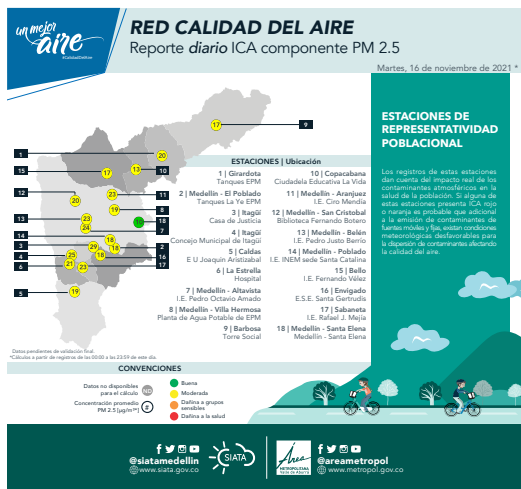 un mejor
aire
#CalidadDelAire
RED CALIDAD DEL AIRE
Reporte diario ICA componente PM 2.5
Martes, 16 de noviembre de 2021 *
17
9
1
15
12
13
14
3
4
6
5
20
13
17
10
23
20
11
19
8
23
18
24
7
18
29
18
2
25
16
21
23
17
19
ESTACIONES | Ubicación
1 | Girardota
Tanques EPM
2 | Medellín - El Poblado
Tanques La Ye EPM
3 | Itagüí
Casa de Justicia
4 | Itagüí
Concejo Municipal de Itagüí
5 | Caldas
E U Joaquín Aristizabal
6 | La Estrella
Hospital
7 | Medellín - Altavista
I.E. Pedro Octavio Amado
8 | Medellín - Villa Hermosa
Planta de Agua Potable de EPM
9 | Barbosa
Torre Social
10 | Copacabana
Ciudadela Educativa La Vida
11 | Medellín - Aranjuez
I.E. Ciro Mendía
12 | Medellín - San Cristobal
Biblioteca Fernando Botero
13 | Medellín - Belén
I.E. Pedro Justo Berrío
14 | Medellín - Poblado
I.E. INEM sede Santa Catalina
15 | Bello
I.E. Fernando Vélez
16 | Envigado
E.S.E. Santa Gertrudis
17 | Sabaneta
I.E. Rafael J. Mejía
18 | Medellín - Santa Elena
Medellín - Santa Elena
ESTACIONES DE
REPRESENTATIVIDAD
POBLACIONAL
Los registros de estas estaciones
dan cuenta del impacto real de los
contaminantes atmosféricos en la
salud de la población. Si alguna de
estas estaciones presenta ICA rojo
o naranja es probable que adicional
a la emisión de contaminantes de
fuentes móviles y fijas, existan condiciones
meteorológicas desfavorables para
la dispersión de contaminantes afectando
la calidad del aire.
Datos pendientes de validación final.
*Cálculos a partir de registros de las 00:00 a las 23:59 de este día.
CONVENCIONES
Datos no disponibles
para el cálculo
ND
Concentración promedio
PM 2.5 [µg/m³]
#
Buena
Moderada
Dañina a grupos
sensibles
Dañina a la salud
@siatamedellin
www.siata.gov.co
SIATA
Área
METROPOLITANA
Valle de Aburrá
@areametropol
www.metropol.gov.co